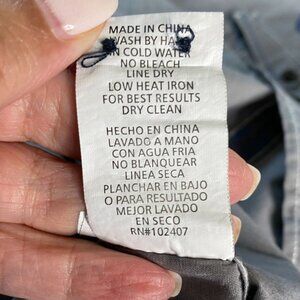 MADE IN CHINA
WASH BY HAND
IN COLD WATER
NO BLEACH
LINE DRY
LOW HEAT IRON
FOR BEST RESULTS
DRY CLEAN
HECHO EN CHINA
LAVADO A MANO
CON AGUA FRIA
NO BLANQUEAR
LINEA SECA
PLANCHAR EN BAJO
O PARA RESULTADO
MEJOR LAVADO
EN SECO
RN#102407